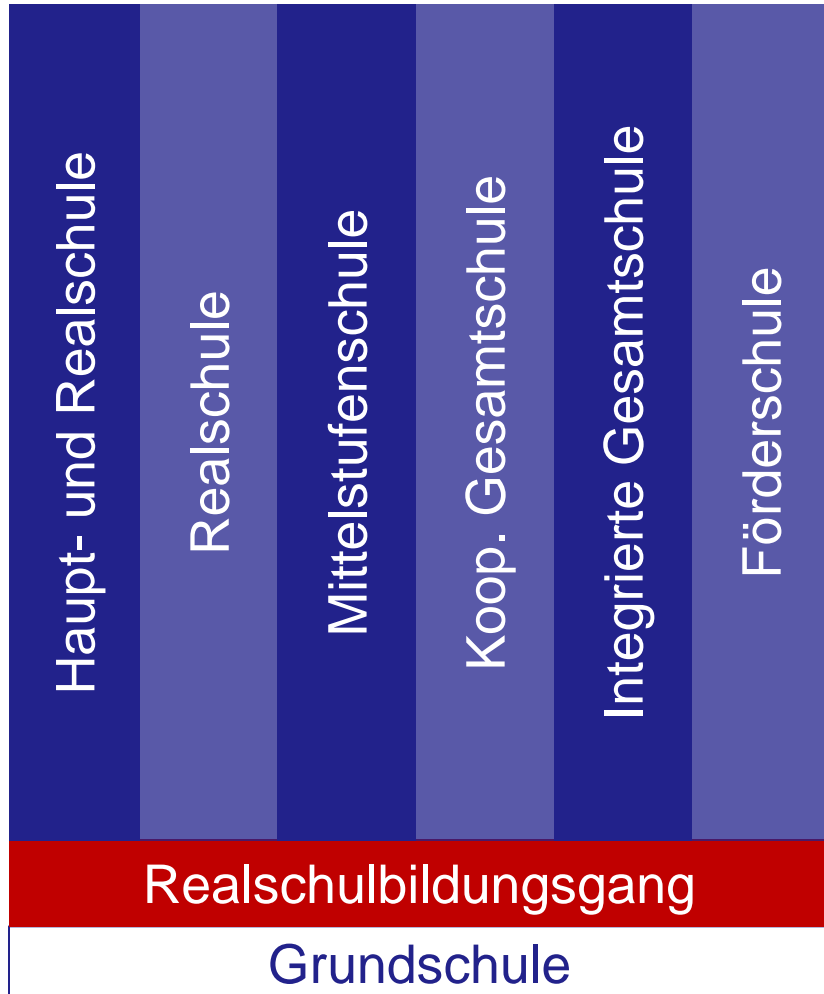 Haupt- und Realschule
Realschule
Mittelstufenschule
Koop. Gesamtschule
Integrierte Gesamtschule
Förderschule
Realschulbildungsgang
Grundschule